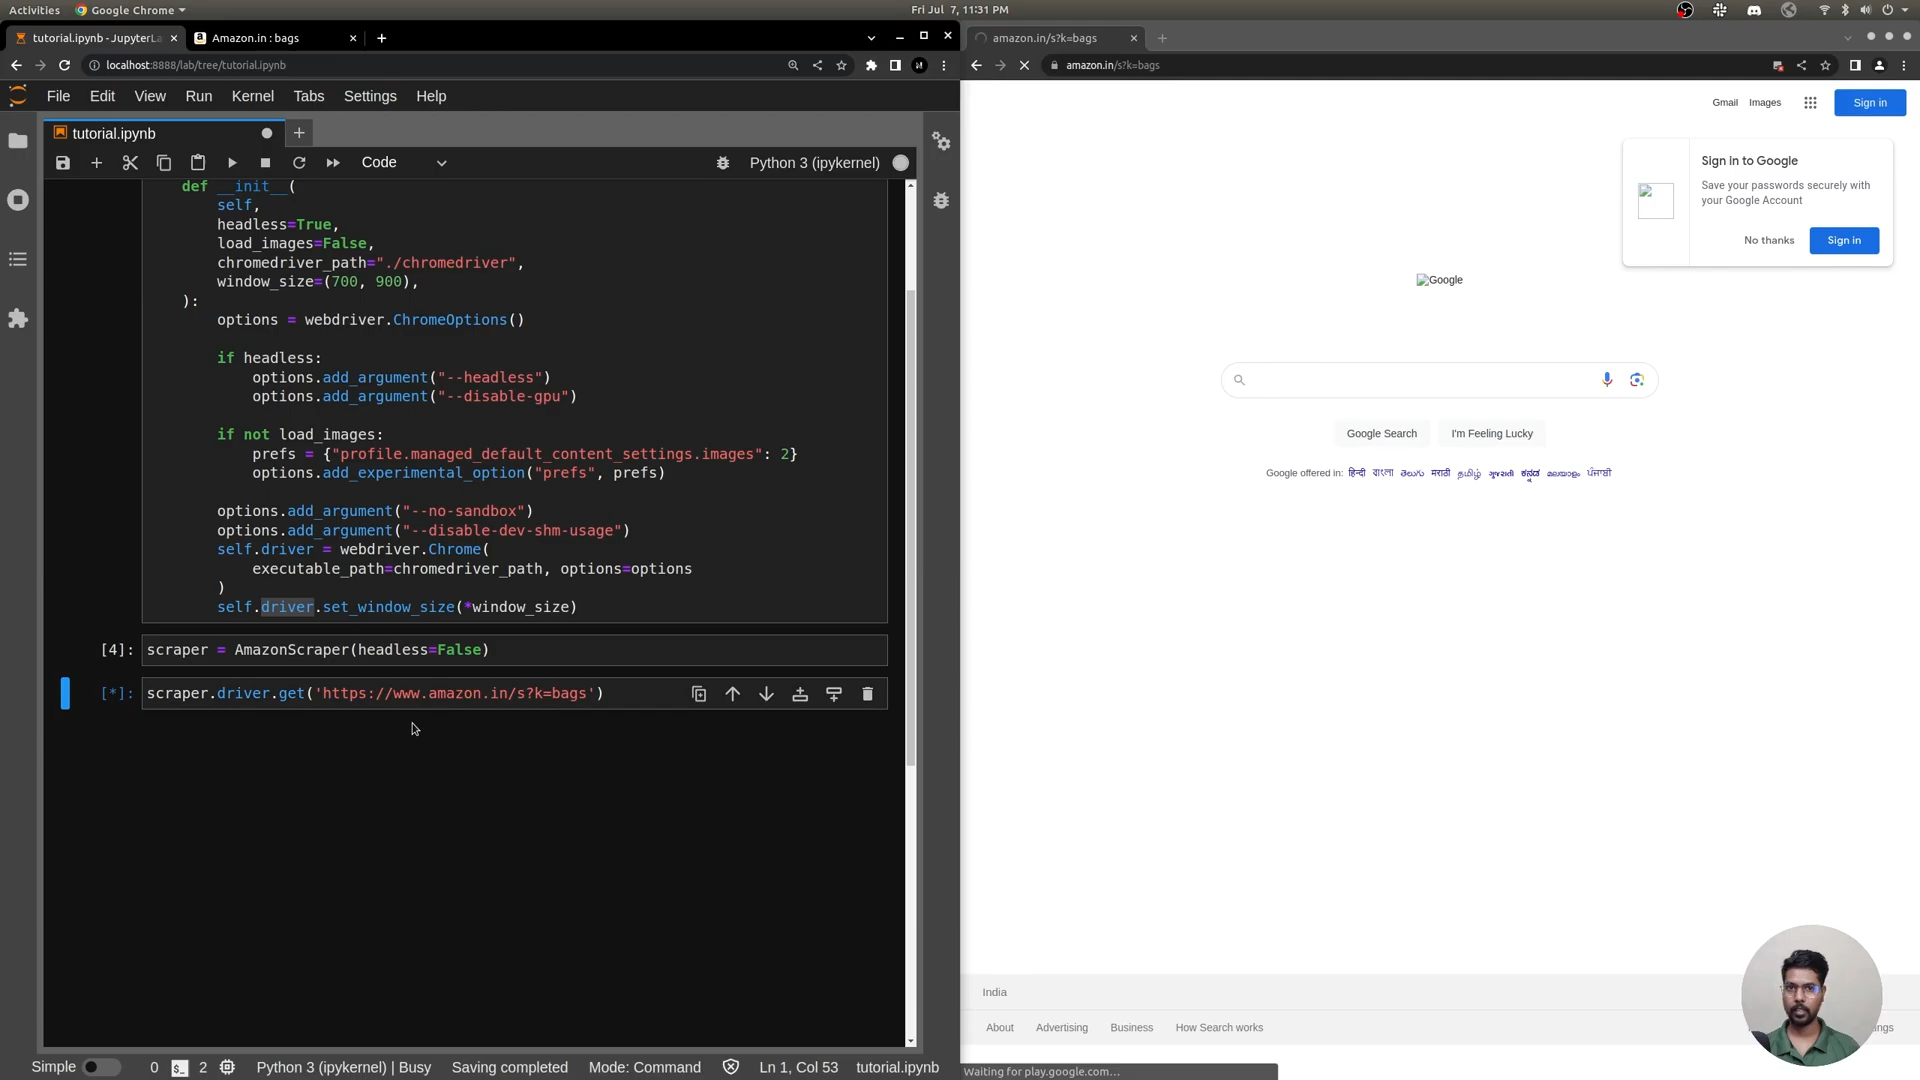 Activities
Google Chrome
Fri Jul 7, 11:31 PM
tutorial.ipynb - JupyterLa
Amazon.in : bags
localhost:8888/lab/tree/tutorial.ipynb
File Edit View Run Kernel Tabs Settings Help
tutorial.ipynb
Code
Python 3 (ipykernel)
def __init__(
self,
headless=True,
load_images=False,
chromedriver_path="./chromedriver",
window_size=(700, 900),
):
options = webdriver.ChromeOptions()
if headless:
options.add_argument("--headless")
options.add_argument("--disable-gpu")
if not load_images:
prefs = {"profile.managed_default_content_settings.images": 2}
options.add_experimental_option("prefs", prefs)
options.add_argument("--no-sandbox")
options.add_argument("--disable-dev-shm-usage")
self.driver = webdriver.Chrome(
executable_path=chromedriver_path, options=options
)
self.driver.set_window_size(*window_size)
[4]: scraper = AmazonScraper(headless=False)
[*]: scraper.driver.get('https://www.amazon.in/s?k=bags')
Simple 0 2 Python 3 (ipykernel) | Busy Saving completed Mode: Command Ln 1, Col 53 tutorial.ipynb
amazon.in/s?k=bags
amazon.in/s?k=bags
Gmail Images Sign in
Sign in to Google
Save your passwords securely with
your Google Account
No thanks Sign in
Google
Google Search I'm Feeling Lucky
Google offered in: हिन्दी বাংলা తెలుగు मराठी தமிழ் ગુજરાતી ಕನ್ನಡ മലയാളം ਪੰਜਾਬੀ
India
About Advertising Business How Search works
Waiting for play.google.com...